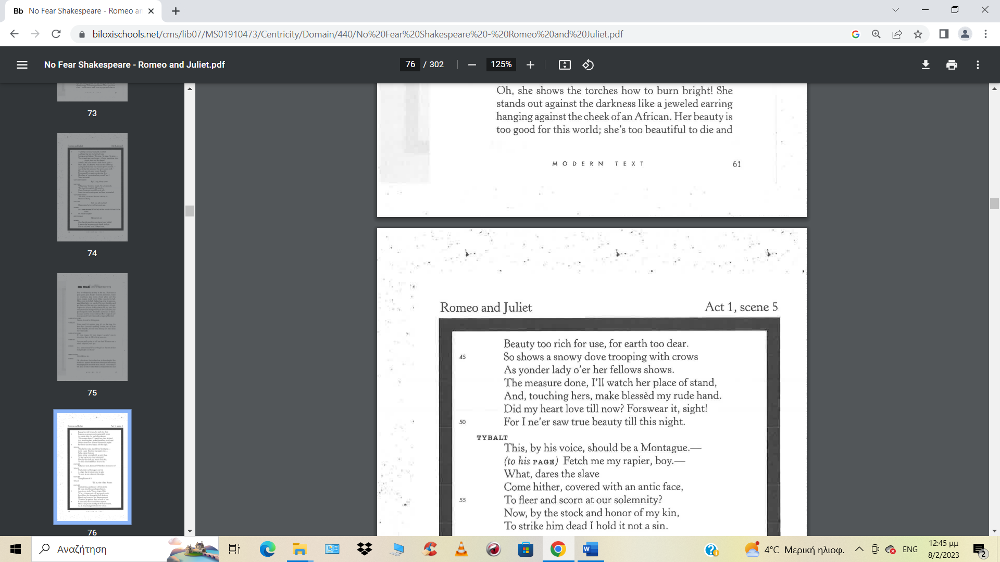 Bb No Fear Shakespeare - Romeo an
biloxischools.net/cms/lib07/MS01910473/Centricity/Domain/440/No%20Fear%20Shakespeare%20-%20Romeo%20and%20Juliet.pdf
No Fear Shakespeare - Romeo and Juliet.pdf
76 / 302
125%
73
74
75
76
Oh, she shows the torches how to burn bright! She
stands out against the darkness like a jeweled earring
hanging against the cheek of an African. Her beauty is
too good for this world; she's too beautiful to die and
MODERN TEXT 61
Romeo and Juliet Act 1, scene 5
Beauty too rich for use, for earth too dear.
45 So shows a snowy dove trooping with crows
As yonder lady o'er her fellows shows.
The measure done, I'll watch her place of stand,
And, touching hers, make blessèd my rude hand.
Did my heart love till now? Forswear it, sight!
50 For I ne'er saw true beauty till this night.
TYBALT
This, by his voice, should be a Montague.—
(to his PAGE) Fetch me my rapier, boy.—
What, dares the slave
Come hither, covered with an antic face,
55 To fleer and scorn at our solemnity?
Now, by the stock and honor of my kin,
To strike him dead I hold it not a sin.
Αναζήτηση
4°C Μερική ηλιοφ.
ENG
12:45 μμ
8/2/2023
2